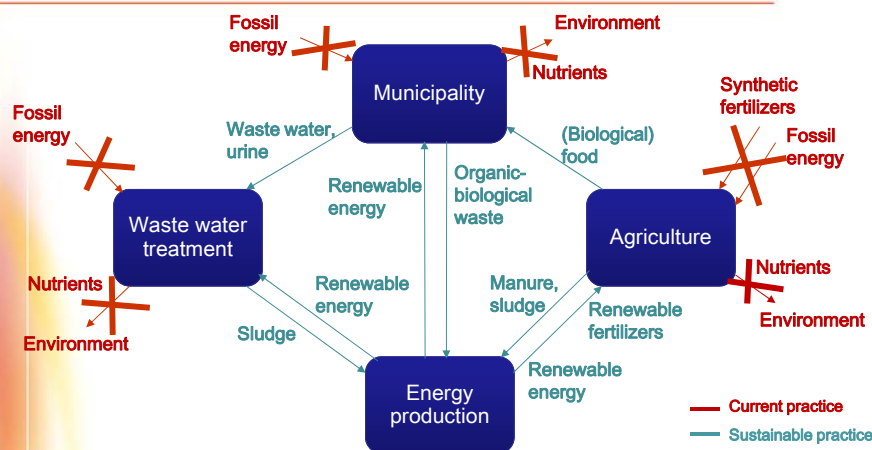 Fossil
energy
Environment
Municipality
Nutrients
Synthetic
fertilizers
Fossil
energy
Fossil
energy
Waste water,
urine
(Biological)
food
Renewable
energy
Organic-
biological
waste
Waste water
treatment
Agriculture
Nutrients
Environment
Renewable
energy
Sludge
Manure,
sludge
Renewable
fertilizers
Nutrients
Environment
Renewable
energy
Energy
production
Current practice
Sustainable practice